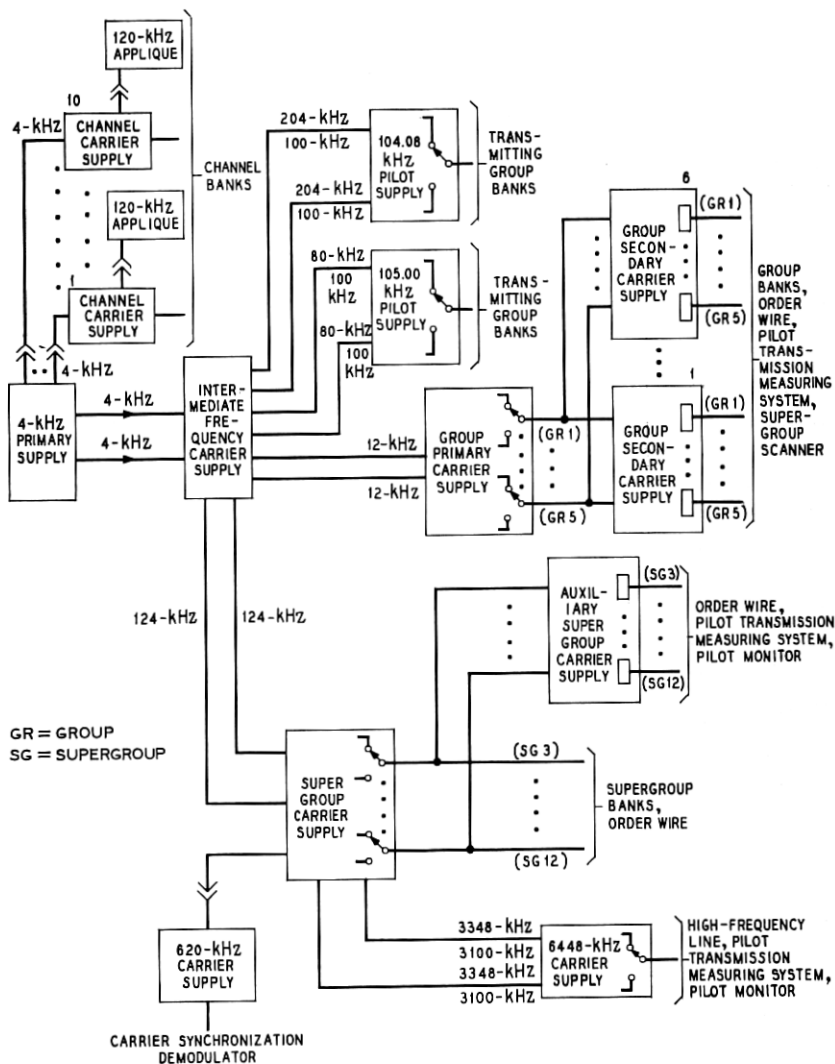 120-kHz
APPLIQUE
10
4-kHz
CHANNEL
CARRIER
SUPPLY
CHANNEL
BANKS
120-kHz
APPLIQUE
1
CHANNEL
CARRIER
SUPPLY
4-kHz
4-kHz
PRIMARY
SUPPLY
4-kHz
4-kHz
INTER-
MEDIATE
FRE-
QUENCY
CARRIER
SUPPLY
204-kHz
100-kHz
204-kHz
100-kHz
104.08
kHz
PILOT
SUPPLY
TRANS-
MITTING
GROUP
BANKS
80-kHz
100
kHz
80-kHz
100
kHz
105.00
kHz
PILOT
SUPPLY
TRANS-
MITTING
GROUP
BANKS
12-kHz
12-kHz
GROUP
PRIMARY
CARRIER
SUPPLY
(GR 1)
(GR 5)
6
GROUP
SECON-
DARY
CARRIER
SUPPLY
(GR1)
(GR 5)
1
GROUP
SECON-
DARY
CARRIER
SUPPLY
(GR1)
(GR5)
GROUP
BANKS,
ORDER
WIRE,
PILOT
TRANS-
MISSION
MEASURING
SYSTEM,
SUPER-
GROUP
SCANNER
124-kHz
124-kHz
AUXIL-
IARY
SUPER
GROUP
CARRIER
SUPPLY
(SG3)
(SG12)
ORDER WIRE,
PILOT TRANSMISSION
MEASURING SYSTEM,
PILOT MONITOR
GR = GROUP
SG = SUPERGROUP
SUPER
GROUP
CARRIER
SUPPLY
(SG 3)
(SG12)
SUPERGROUP
BANKS,
ORDER WIRE
620-kHz
CARRIER
SUPPLY
CARRIER SYNCHRONIZATION
DEMODULATOR
3348-kHz
3100-kHz
3348-kHz
3100-kHz
6448-kHz
CARRIER
SUPPLY
HIGH-FREQUENCY
LINE, PILOT
TRANSMISSION
MEASURING SYSTEM,
PILOT MONITOR